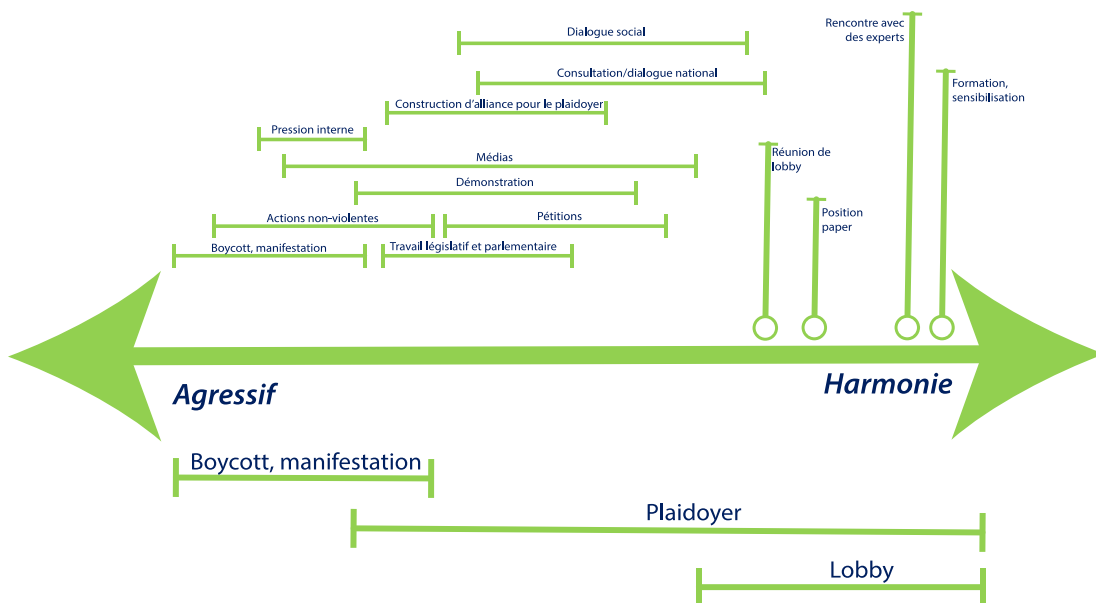 Dialogue social
Rencontre avec
des experts
Consultation/dialogue national
Formation,
sensibilisation
Construction d'alliance pour le plaidoyer
Pression interne
Médias
Réunion de
lobby
Démonstration
Actions non-violentes
Pétitions
Position
paper
Boycott, manifestation
Travail législatif et parlementaire
Agressif
Harmonie
Boycott, manifestation
Plaidoyer
Lobby